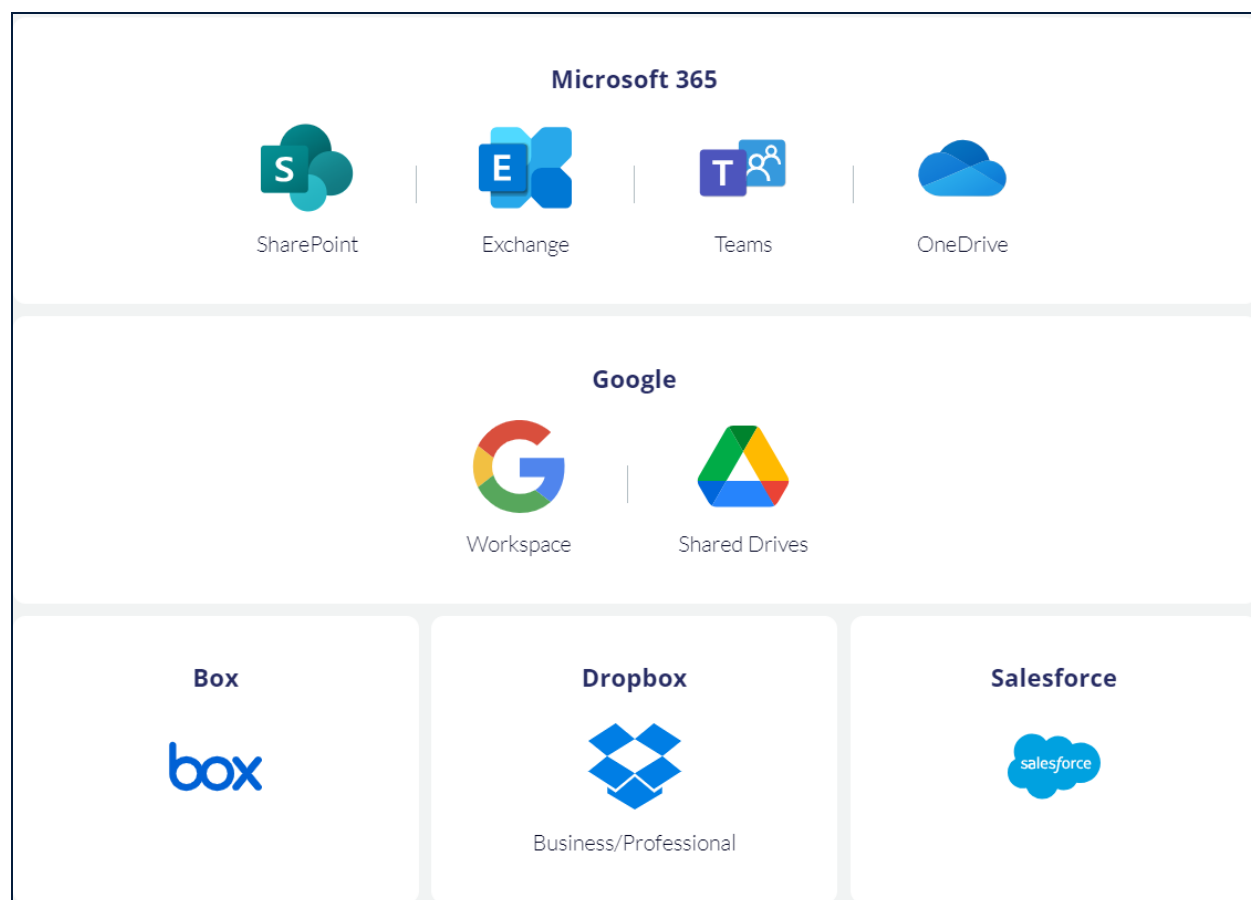 Microsoft 365
S
E
T
SharePoint
Exchange
Teams
OneDrive
Google
Workspace
Shared Drives
Box
Dropbox
Salesforce
box
salesforce
Business/Professional